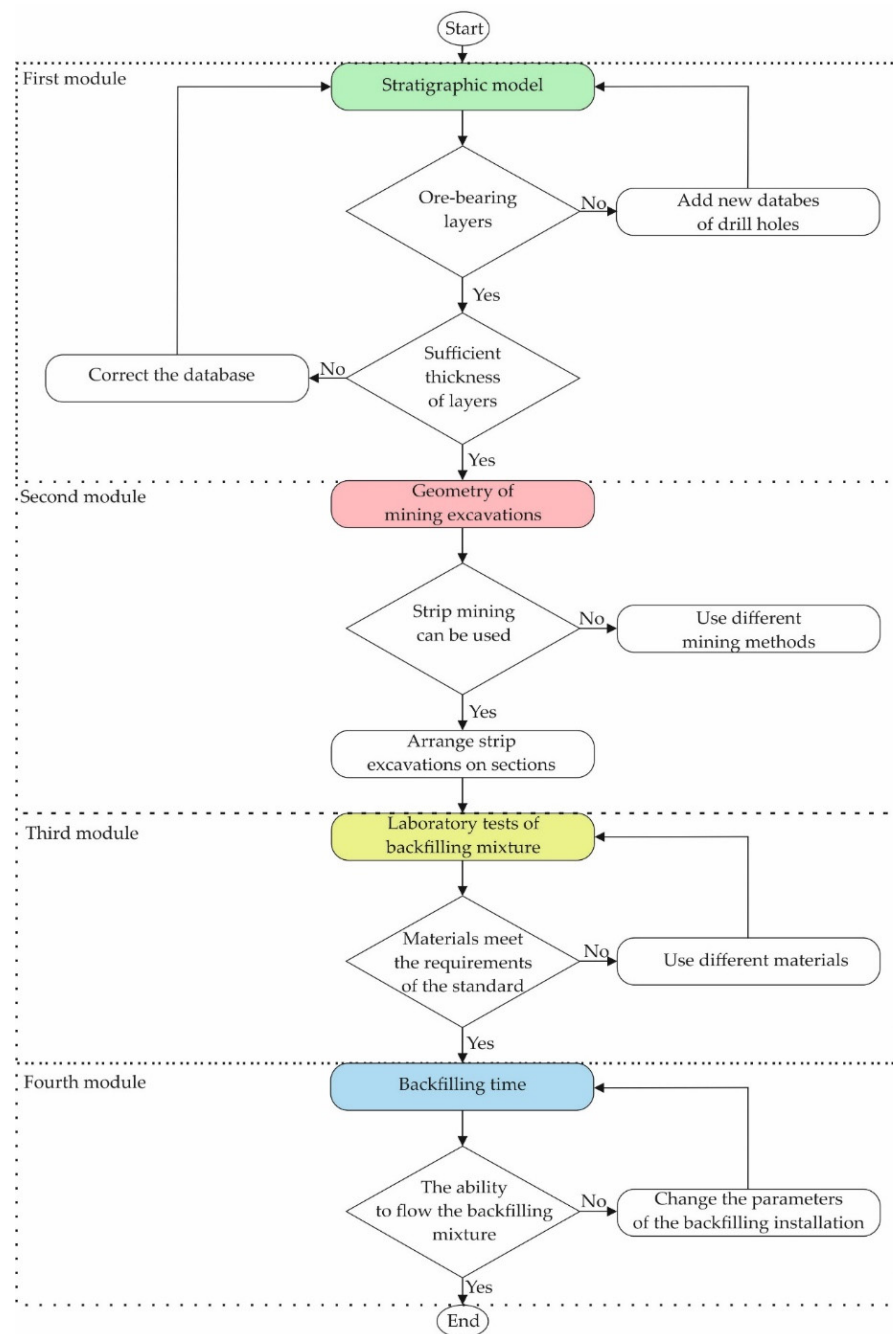 Start
First module
Stratigraphic model
Ore-bearing
layers
No
Add new databes
of drill holes
Yes
Sufficient
thickness
of layers
No
Correct the database
Yes
Second module
Geometry of
mining excavations
Strip mining
can be used
No
Use different
mining methods
Yes
Arrange strip
excavations on sections
Third module
Laboratory tests of
backfilling mixture
Materials meet
the requirements
of the standard
No
Use different materials
Yes
Fourth module
Backfilling time
The ability
to flow the backfilling
mixture
No
Change the parameters
of the backfilling installation
Yes
End